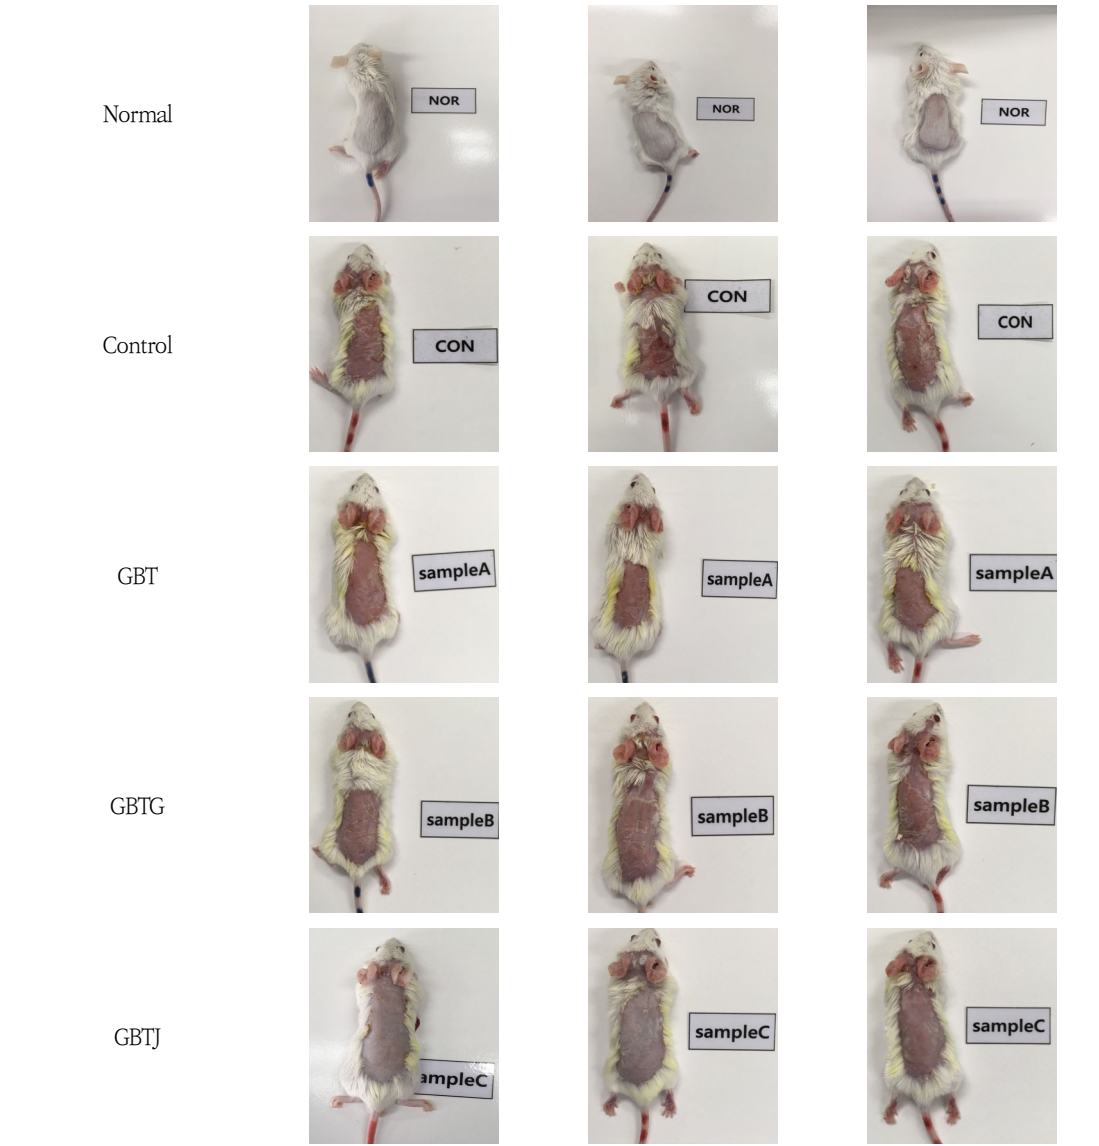 Normal
NOR
NOR
NOR
Control
CON
CON
CON
GBT
sampleA
sampleA
sampleA
GBTG
sampleB
sampleB
sampleB
GBTJ
ampleC
sampleC
sampleC